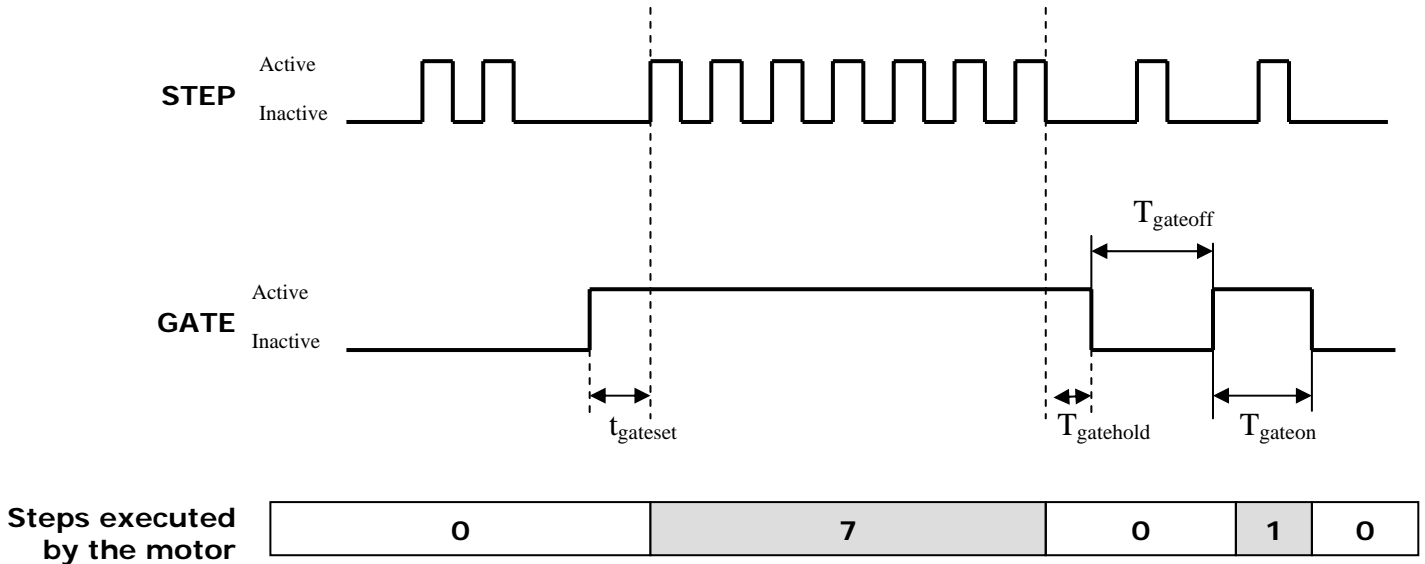 Active
STEP
Inactive
Tgateoff
Active
GATE
Inactive
tgateset
Tgatehold
Tgateon
Steps executed
by the motor
0 7 0 1 0